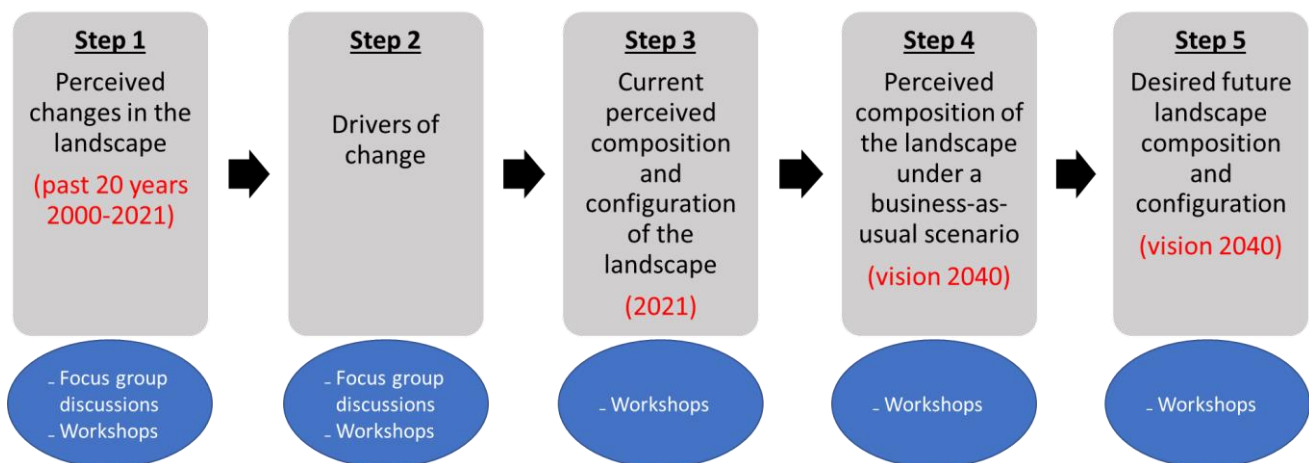 Step 1
Perceived
changes in the
landscape
(past 20 years
2000-2021)
Step 2
Drivers of
change
Step 3
Current
perceived
composition
and
configuration
of the
landscape
(2021)
Step 4
Perceived
composition of
the landscape
under a
business-as-
usual scenario
(vision 2040)
Step 5
Desired future
landscape
composition
and
configuration
(vision 2040)
- Focus group
discussions
- Workshops
- Focus group
discussions
- Workshops
- Workshops
- Workshops
- Workshops